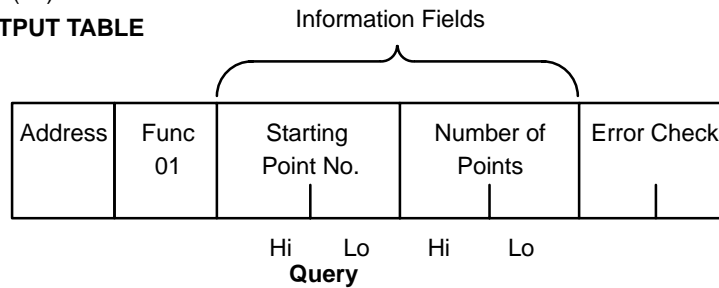 TPUT TABLE
Information Fields
Address Func Starting Number of Error Check
01 Point No. Points
Hi Lo Hi Lo
Query